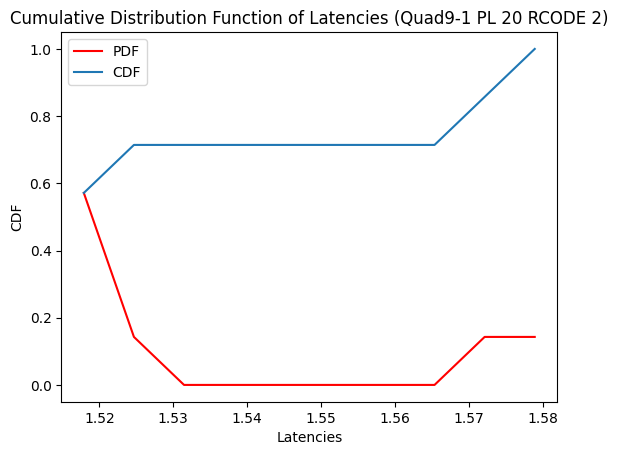 Cumulative Distribution Function of Latencies (Quad9-1 PL 20 RCODE 2)
PDF
CDF
1.0
0.8
0.6
0.4
0.2
0.0
CDF
1.52 1.53 1.54 1.55 1.56 1.57 1.58
Latencies